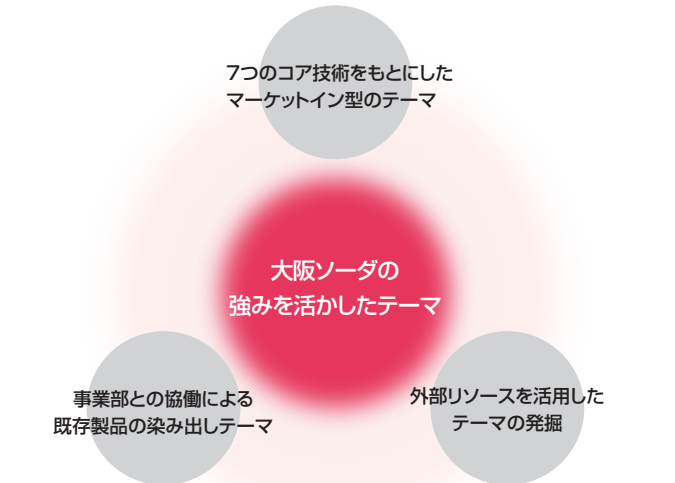 7つのコア技術をもとにした
マーケットイン型のテーマ
大阪ソーダの
強みを活かしたテーマ
事業部との協働による
既存製品の染み出しテーマ
外部リソースを活用した
テーマの発掘